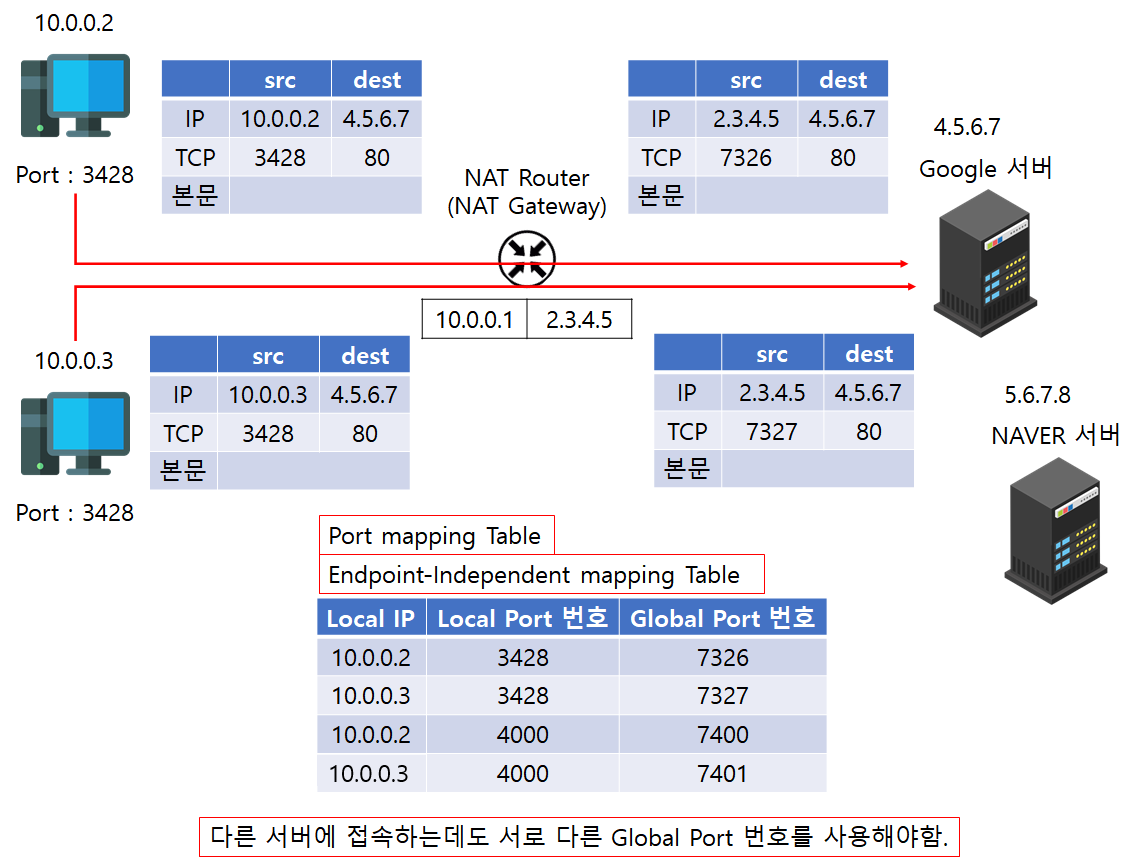 10.0.0.2
Port : 3428
src dest
IP 10.0.0.2 4.5.6.7
TCP 3428 80
본문
NAT Router
(NAT Gateway)
src dest
IP 2.3.4.5 4.5.6.7
TCP 7326 80
본문
4.5.6.7
Google 서버
10.0.0.1 2.3.4.5
10.0.0.3
Port : 3428
src dest
IP 10.0.0.3 4.5.6.7
TCP 3428 80
본문
src dest
IP 2.3.4.5 4.5.6.7
TCP 7327 80
본문
5.6.7.8
NAVER 서버
Port mapping Table
Endpoint-Independent mapping Table
Local IP Local Port 번호 Global Port 번호
10.0.0.2 3428 7326
10.0.0.3 3428 7327
10.0.0.2 4000 7400
10.0.0.3 4000 7401
다른 서버에 접속하는데도 서로 다른 Global Port 번호를 사용해야함.